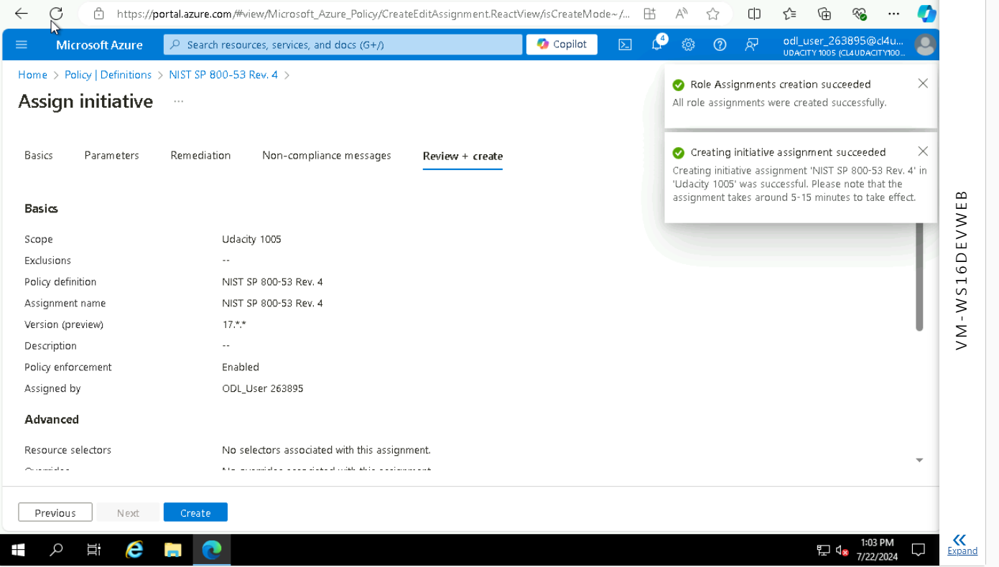 https://portal.azure.com/#view/Microsoft_Azure_Policy/CreateEditAssignment.ReactView/isCreateMode~/...
Microsoft Azure
Search resources, services, and docs (G+/)
Copilot
4
odl_user_263895@cl4u...
UDACITY 1005 (CL4UDACITY100...
Home > Policy | Definitions > NIST SP 800-53 Rev. 4 >
Assign initiative ...
Role Assignments creation succeeded
All role assignments were created successfully.
Creating initiative assignment succeeded
Creating initiative assignment 'NIST SP 800-53 Rev. 4' in
'Udacity 1005' was successful. Please note that the
assignment takes around 5-15 minutes to take effect.
Basics Parameters Remediation Non-compliance messages Review + create
Basics
Scope Udacity 1005
Exclusions --
Policy definition NIST SP 800-53 Rev. 4
Assignment name NIST SP 800-53 Rev. 4
Version (preview) 17.*.*
Description --
Policy enforcement Enabled
Assigned by ODL_User 263895
Advanced
Resource selectors No selectors associated with this assignment.
Overrides No overrides associated with this assignment.
Previous Next Create
1:03 PM
7/22/2024
VM-WS16DEVWEB
Expand